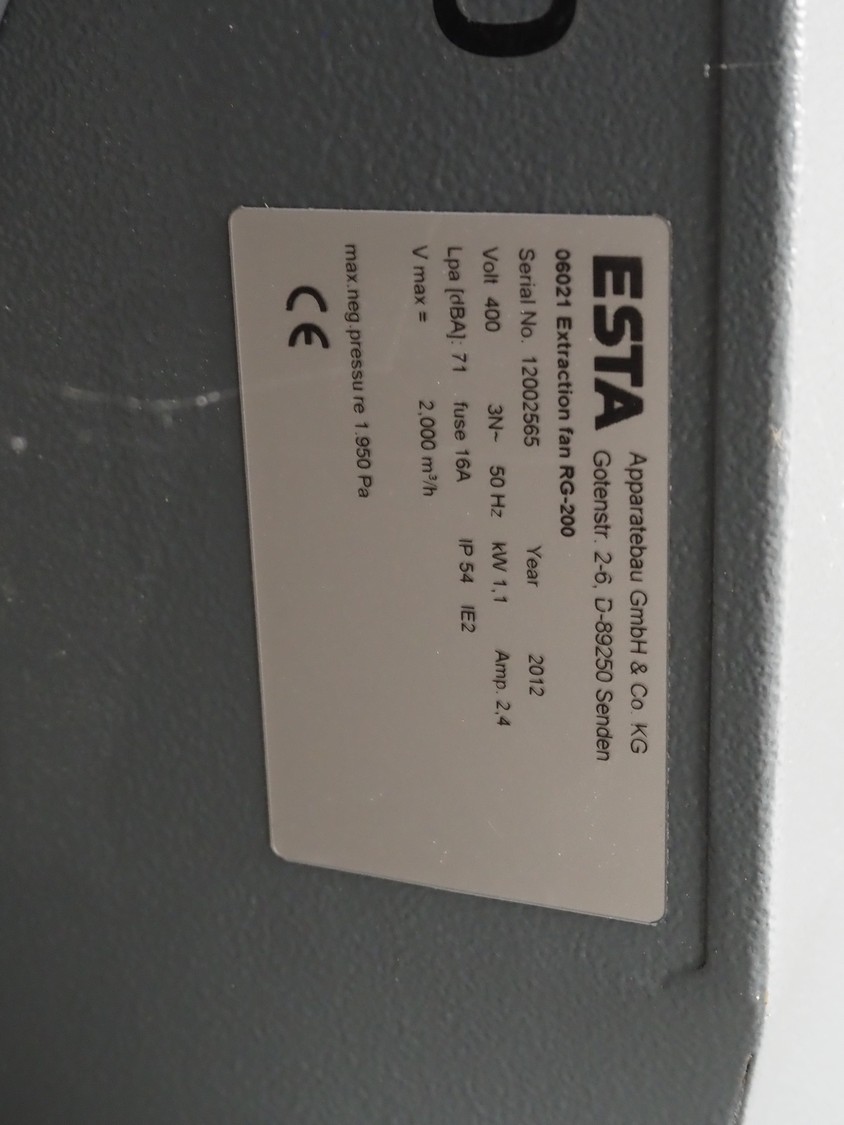 ESTA Apparatebau GmbH & Co. KG
Gotenstr. 2-6, D-89250 Senden
06021 Extraction fan RG-200
Serial No. 12002565 Year 2012
Volt 400 3N~ 50 Hz kW 1,1 Amp. 2,4
Lpa [dBA]: 71 fuse 16A IP 54 IE2
V max = 2,000 m³/h
max.neg.pressure 1.950 Pa
CE